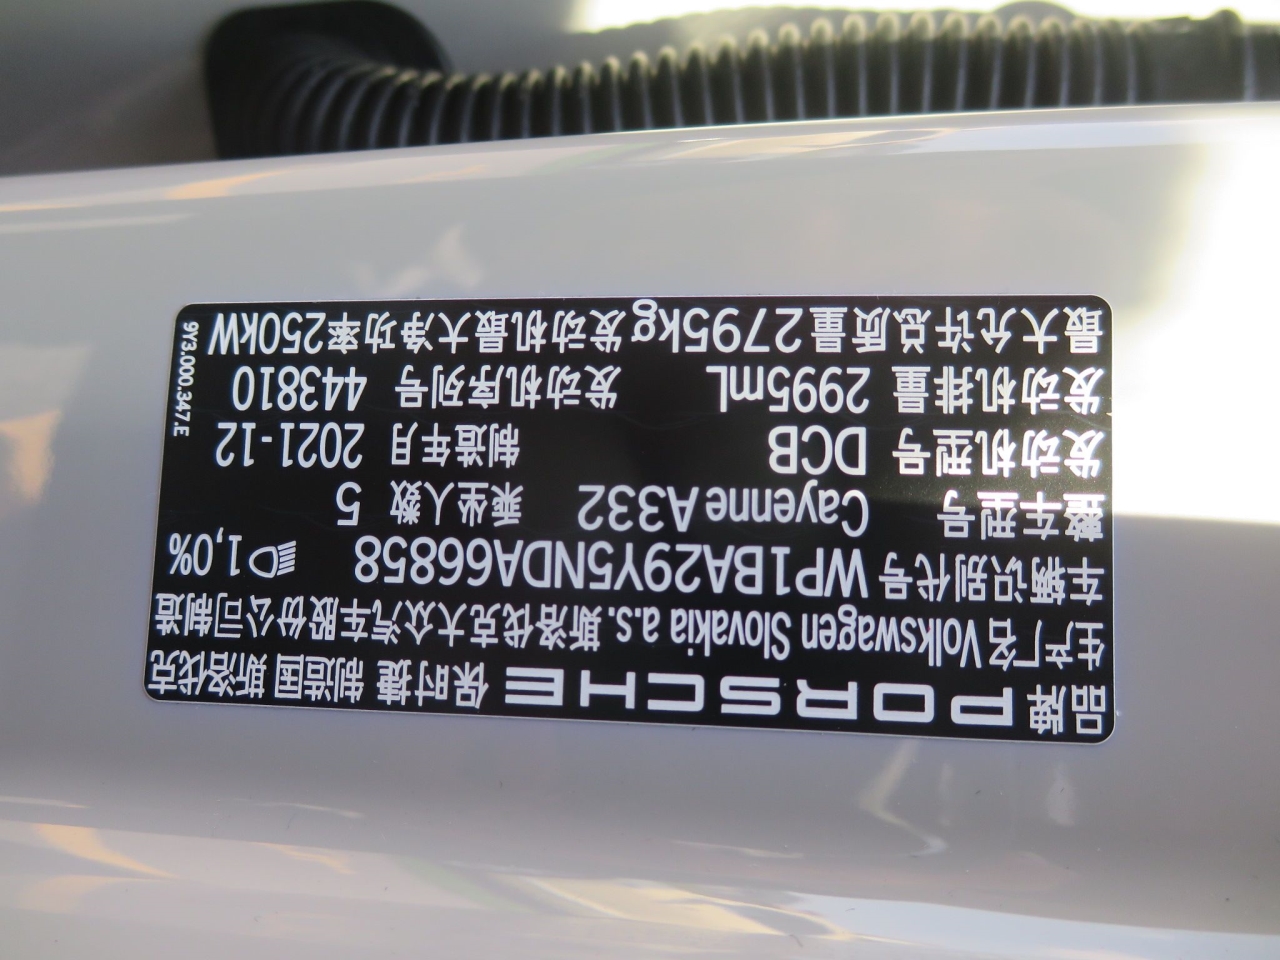 品牌 PORSCHE 保时捷 制造国 斯洛伐克
生产厂名 Volkswagen Slovakia a.s. 斯洛伐克大众汽车股份公司制造
车辆识别代号 WP1BA29Y5NDA66858 1,0%
整车型号 Cayenne A332 乘坐人数 5
发动机型号 DCB 制造年月 2021-12
发动机排量 2995mL 发动机序列号 443810
最大允许总质量 2795kg 发动机最大净功率 250kW
9Y3.000.347.E